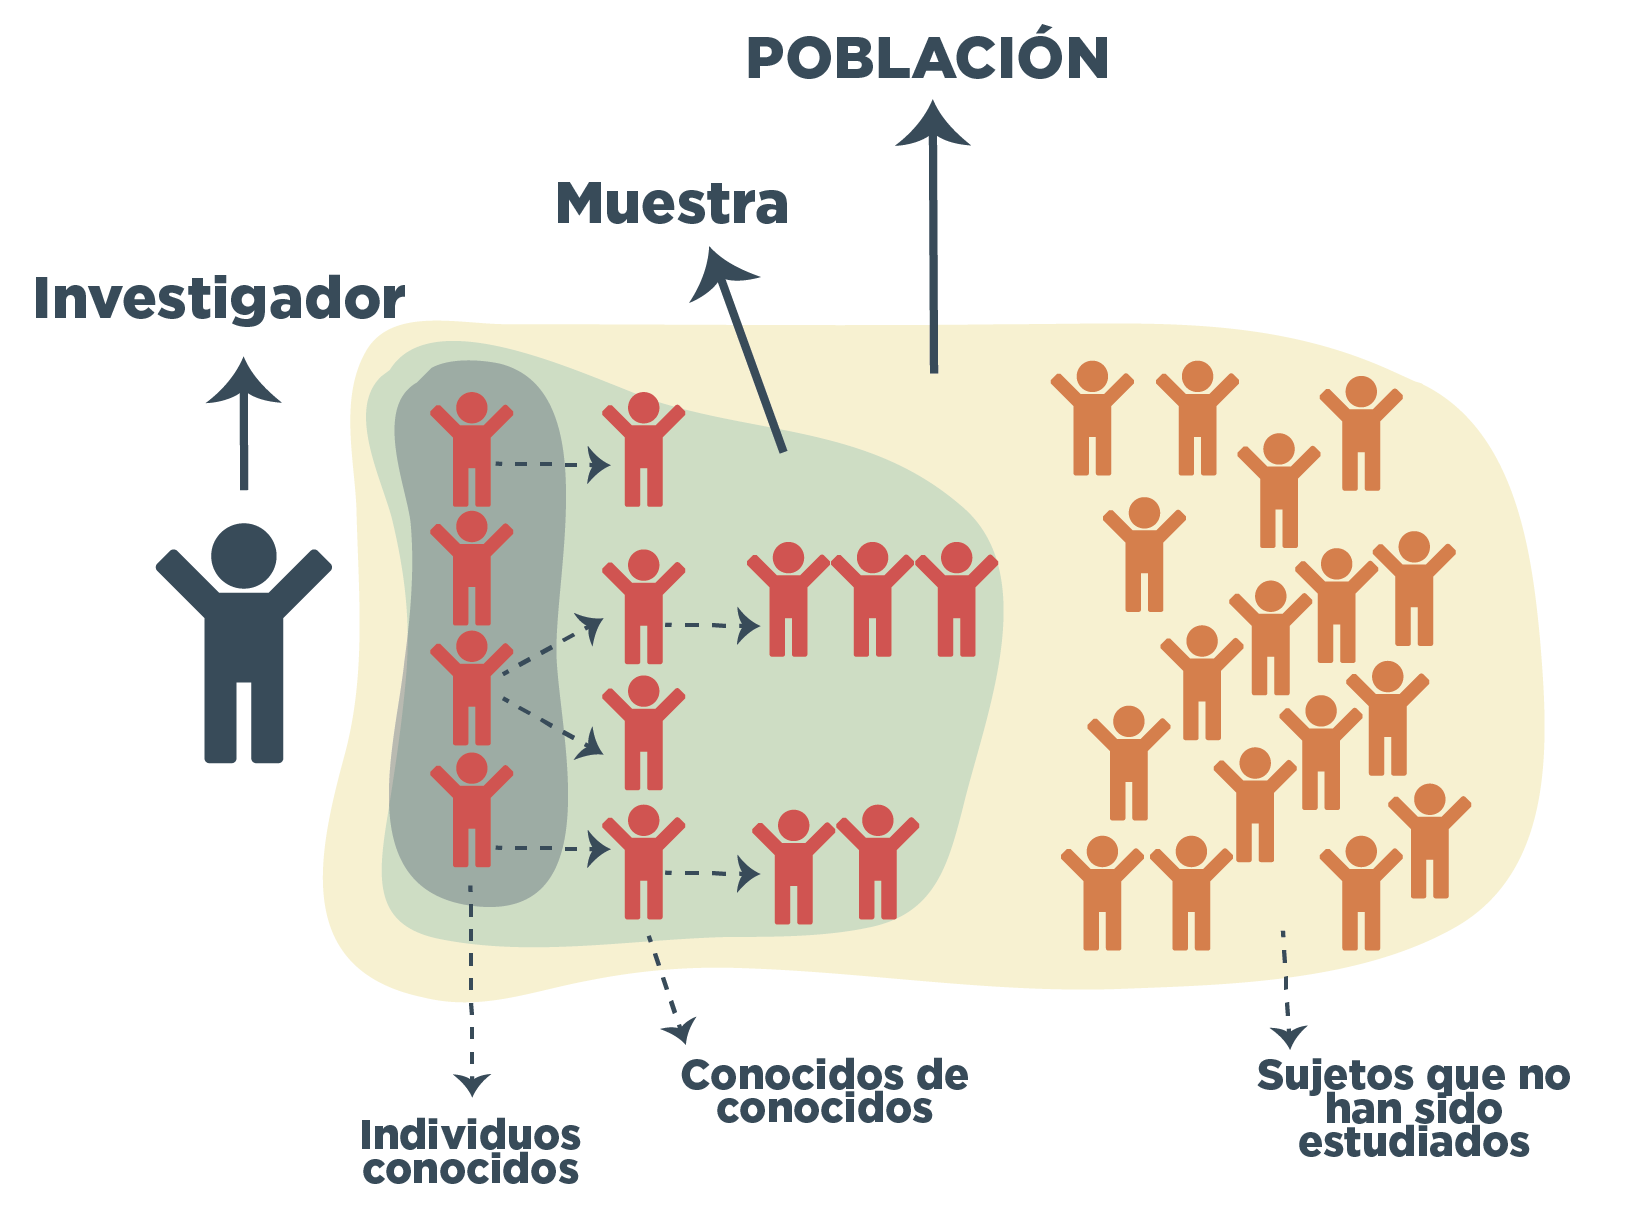 POBLACIÓN
Muestra
Investigador
Conocidos de
conocidos
Sujetos que no
han sido
estudiados
Individuos
conocidos